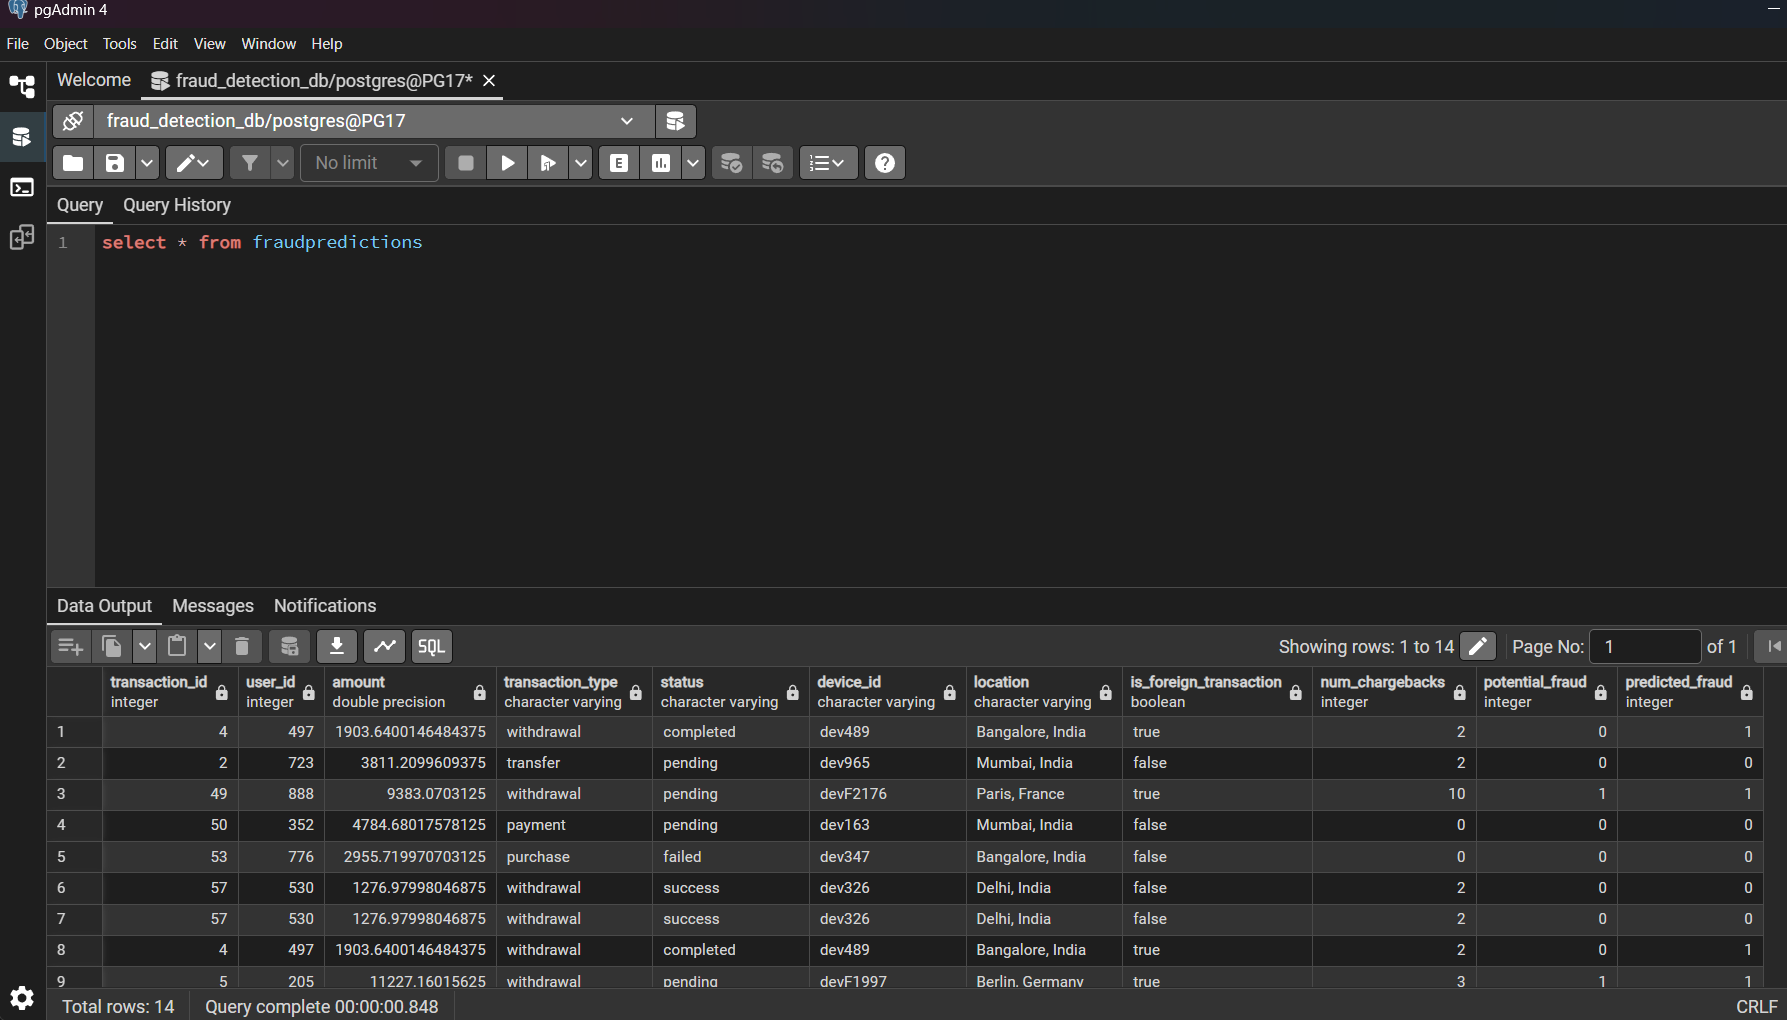 pgAdmin 4
File Object Tools Edit View Window Help
Welcome fraud_detection_db/postgres@PG17*
fraud_detection_db/postgres@PG17
No limit E
Query Query History
1 select * from fraudpredictions
Data Output Messages Notifications
SQL Showing rows: 1 to 14 Page No: 1 of 1
transaction_id user_id amount transaction_type status device_id location is_foreign_transaction num_chargebacks potential_fraud predicted_fraud
integer integer double precision character varying character varying character varying character varying boolean integer integer integer
1 4 497 1903.6400146484375 withdrawal completed dev489 Bangalore, India true 2 0 1
2 2 723 3811.2099609375 transfer pending dev965 Mumbai, India false 2 0 0
3 49 888 9383.0703125 withdrawal pending devF2176 Paris, France true 10 1 1
4 50 352 4784.68017578125 payment pending dev163 Mumbai, India false 0 0 0
5 53 776 2955.719970703125 purchase failed dev347 Bangalore, India false 0 0 0
6 57 530 1276.97998046875 withdrawal success dev326 Delhi, India false 2 0 0
7 57 530 1276.97998046875 withdrawal success dev326 Delhi, India false 2 0 0
8 4 497 1903.6400146484375 withdrawal completed dev489 Bangalore, India true 2 0 1
9 5 205 11227.16015625 withdrawal pending devF1997 Berlin, Germany true 3 1 1
Total rows: 14 Query complete 00:00:00.848 CRLF